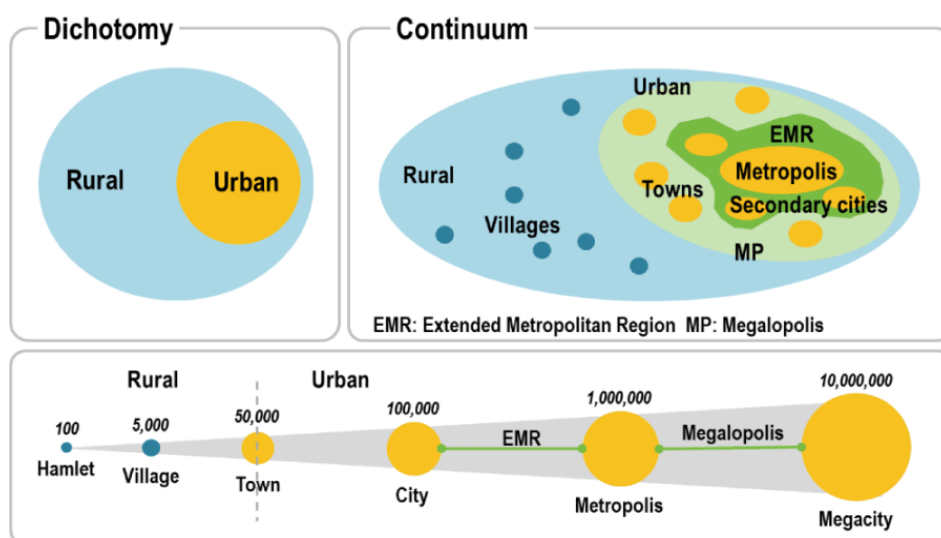 Dichotomy
Rural
Urban
Continuum
Urban
EMR
Rural
Metropolis
Towns
Secondary cities
Villages
MP
EMR: Extended Metropolitan Region MP: Megalopolis
Rural
Urban
100
5,000
50,000
100,000
1,000,000
10,000,000
EMR
Megalopolis
Hamlet
Village
Town
City
Metropolis
Megacity